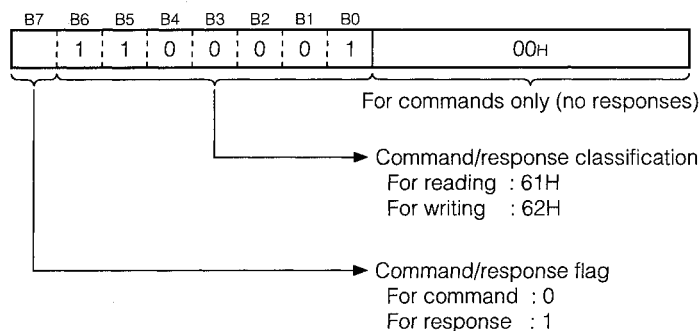 B7 B6 B5 B4 B3 B2 B1 B0
1 1 0 0 0 0 1 00H
For commands only (no responses)
Command/response classification
For reading : 61H
For writing : 62H
Command/response flag
For command : 0
For response : 1